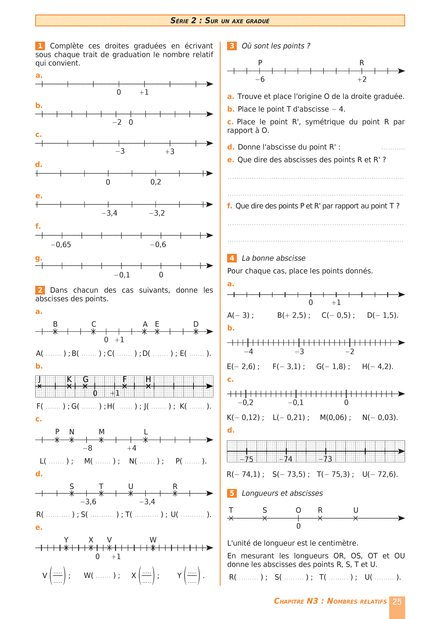 SÉRIE 2 : SUR UN AXE GRADUÉ
1 Complète ces droites graduées en écrivant
sous chaque trait de graduation le nombre relatif
qui convient.
a.
0 +1
b.
−2 0
c.
−3 +3
d.
0 0,2
e.
−3,4 −3,2
f.
−0,65 −0,6
g.
−0,1 0
2 Dans chacun des cas suivants, donne les
abscisses des points.
a.
B C A E D
0 +1
A( ........ ) ; B( ........ ) ; C( ........ ) ; D( ........ ) ; E( ........ ).
b.
J K G F H
0 +1
F( ........ ) ; G( ........ ) ; H( ........ ) ; J( ........ ) ; K( ........ ).
c.
P N M L
−8 +4
L( ........ ) ; M( ........ ) ; N( ........ ) ; P( ........ ).
d.
S T U R
−3,6 −3,4
R( .......... ) ; S( .......... ) ; T( .......... ) ; U( .......... ).
e.
Y X V W
0 +1
V (..... / .....) ; W( ........ ) ; X (..... / .....) ; Y (..... / .....) .
3 Où sont les points ?
P R
−6 +2
a. Trouve et place l'origine O de la droite graduée.
b. Place le point T d'abscisse − 4.
c. Place le point R', symétrique du point R par
rapport à O.
d. Donne l'abscisse du point R' : ...........
e. Que dire des abscisses des points R et R' ?
f. Que dire des points P et R' par rapport au point T ?
4 La bonne abscisse
Pour chaque cas, place les points donnés.
a.
0 +1
A(− 3) ; B(+ 2,5) ; C(− 0,5) ; D(− 1,5).
b.
−4 −3 −2
E(− 2,6) ; F(− 3,1) ; G(− 1,8) ; H(− 4,2).
c.
−0,2 −0,1 0
K(− 0,12) ; L(− 0,21) ; M(0,06) ; N(− 0,03).
d.
−75 −74 −73
R(− 74,1) ; S(− 73,5) ; T(− 75,3) ; U(− 72,6).
5 Longueurs et abscisses
T S O R U
0
L'unité de longueur est le centimètre.
En mesurant les longueurs OR, OS, OT et OU
donne les abscisses des points R, S, T et U.
R( ......... ) ; S( ......... ) ; T( ......... ) ; U( ......... ).
CHAPITRE N3 : NOMBRES RELATIFS 25